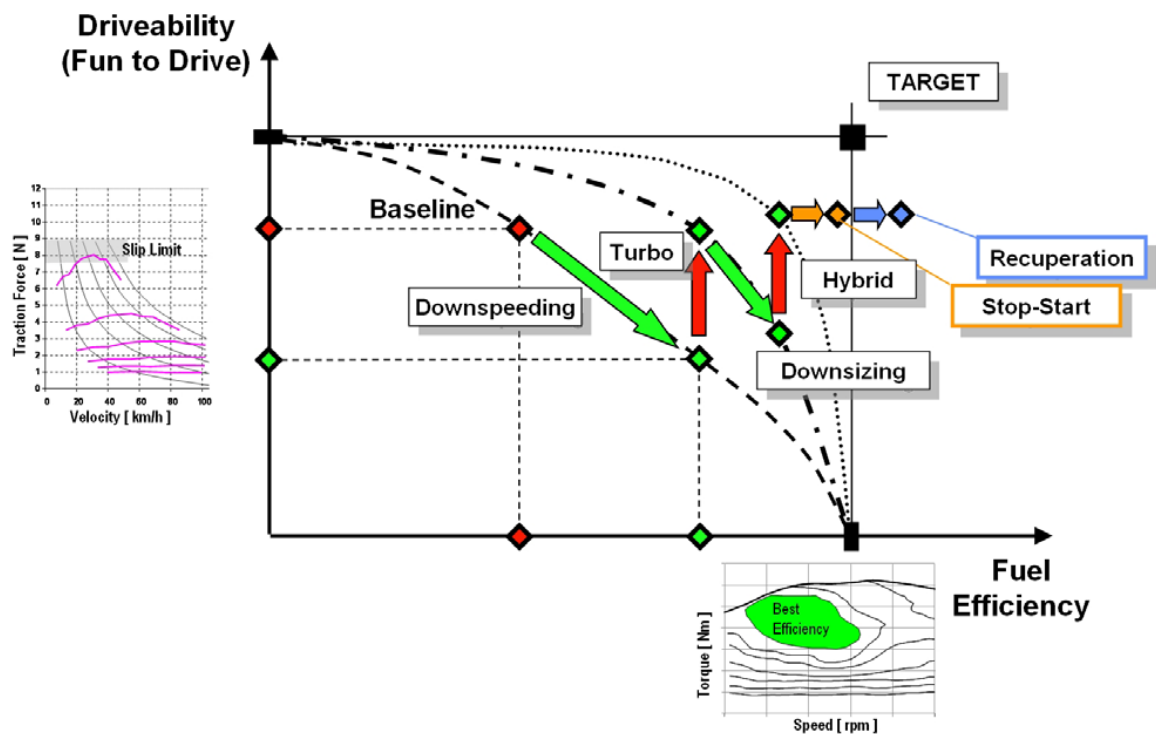 Driveability
(Fun to Drive)
TARGET
Baseline
Turbo
Hybrid
Recuperation
Stop-Start
Downspeeding
Downsizing
12
11
10
9
8
7
6
5
4
3
2
1
0
Slip Limit
Traction Force [ N ]
0 20 40 60 80 100
Velocity [ km/h ]
Fuel
Efficiency
Best
Efficiency
Torque [ Nm ]
Speed [ rpm ]